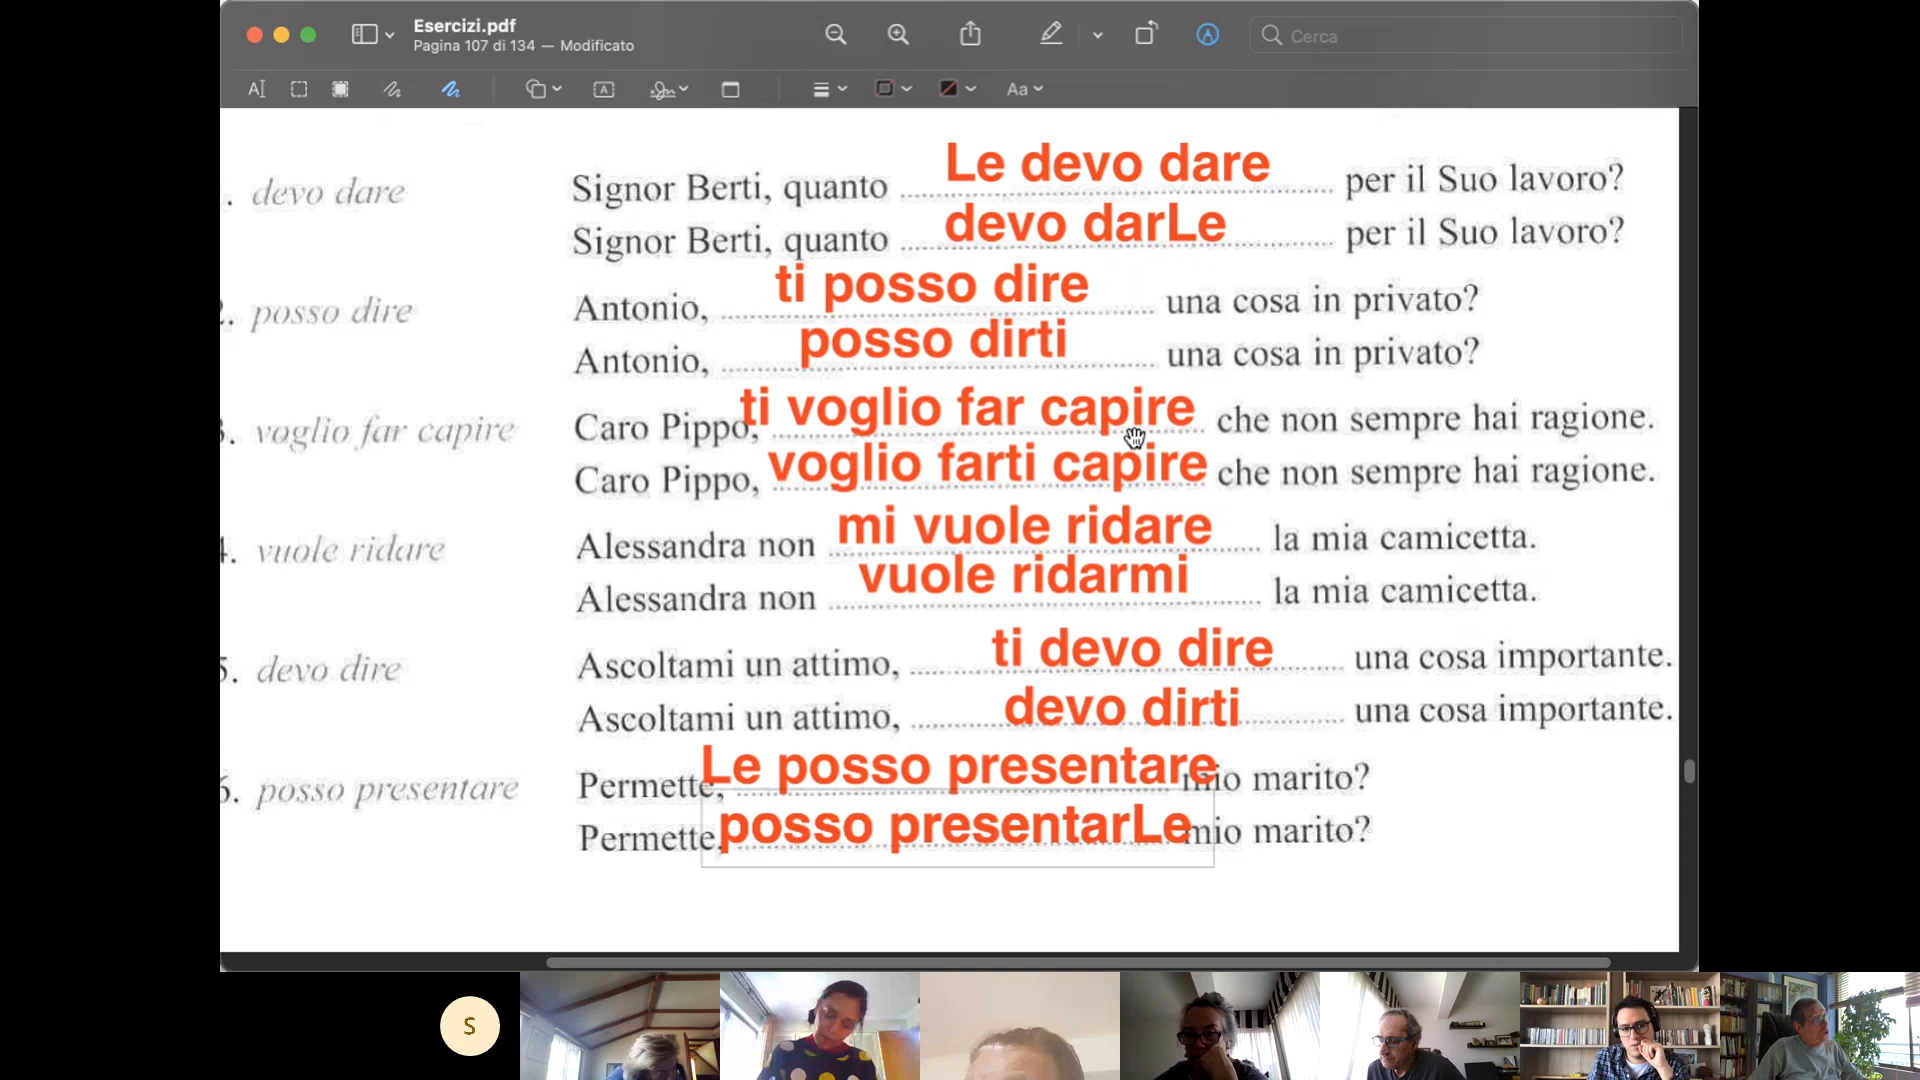 Esercizi.pdf
Pagina 107 di 134 — Modificato
Cerca
Aa
1. devo dare Signor Berti, quanto Le devo dare per il Suo lavoro?
Signor Berti, quanto devo darLe per il Suo lavoro?
2. posso dire Antonio, ti posso dire una cosa in privato?
Antonio, posso dirti una cosa in privato?
3. voglio far capire Caro Pippo, ti voglio far capire che non sempre hai ragione.
Caro Pippo, voglio farti capire che non sempre hai ragione.
4. vuole ridare Alessandra non mi vuole ridare la mia camicetta.
Alessandra non vuole ridarmi la mia camicetta.
5. devo dire Ascoltami un attimo, ti devo dire una cosa importante.
Ascoltami un attimo, devo dirti una cosa importante.
6. posso presentare Permette, Le posso presentare mio marito?
Permette, posso presentarLe mio marito?
S